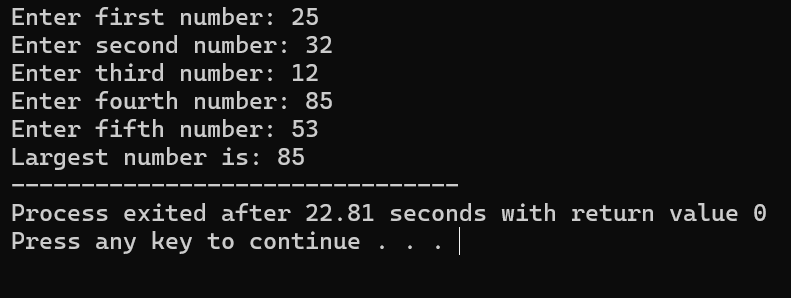 Enter first number: 25
Enter second number: 32
Enter third number: 12
Enter fourth number: 85
Enter fifth number: 53
Largest number is: 85
--------------------------------
Process exited after 22.81 seconds with return value 0
Press any key to continue . . .